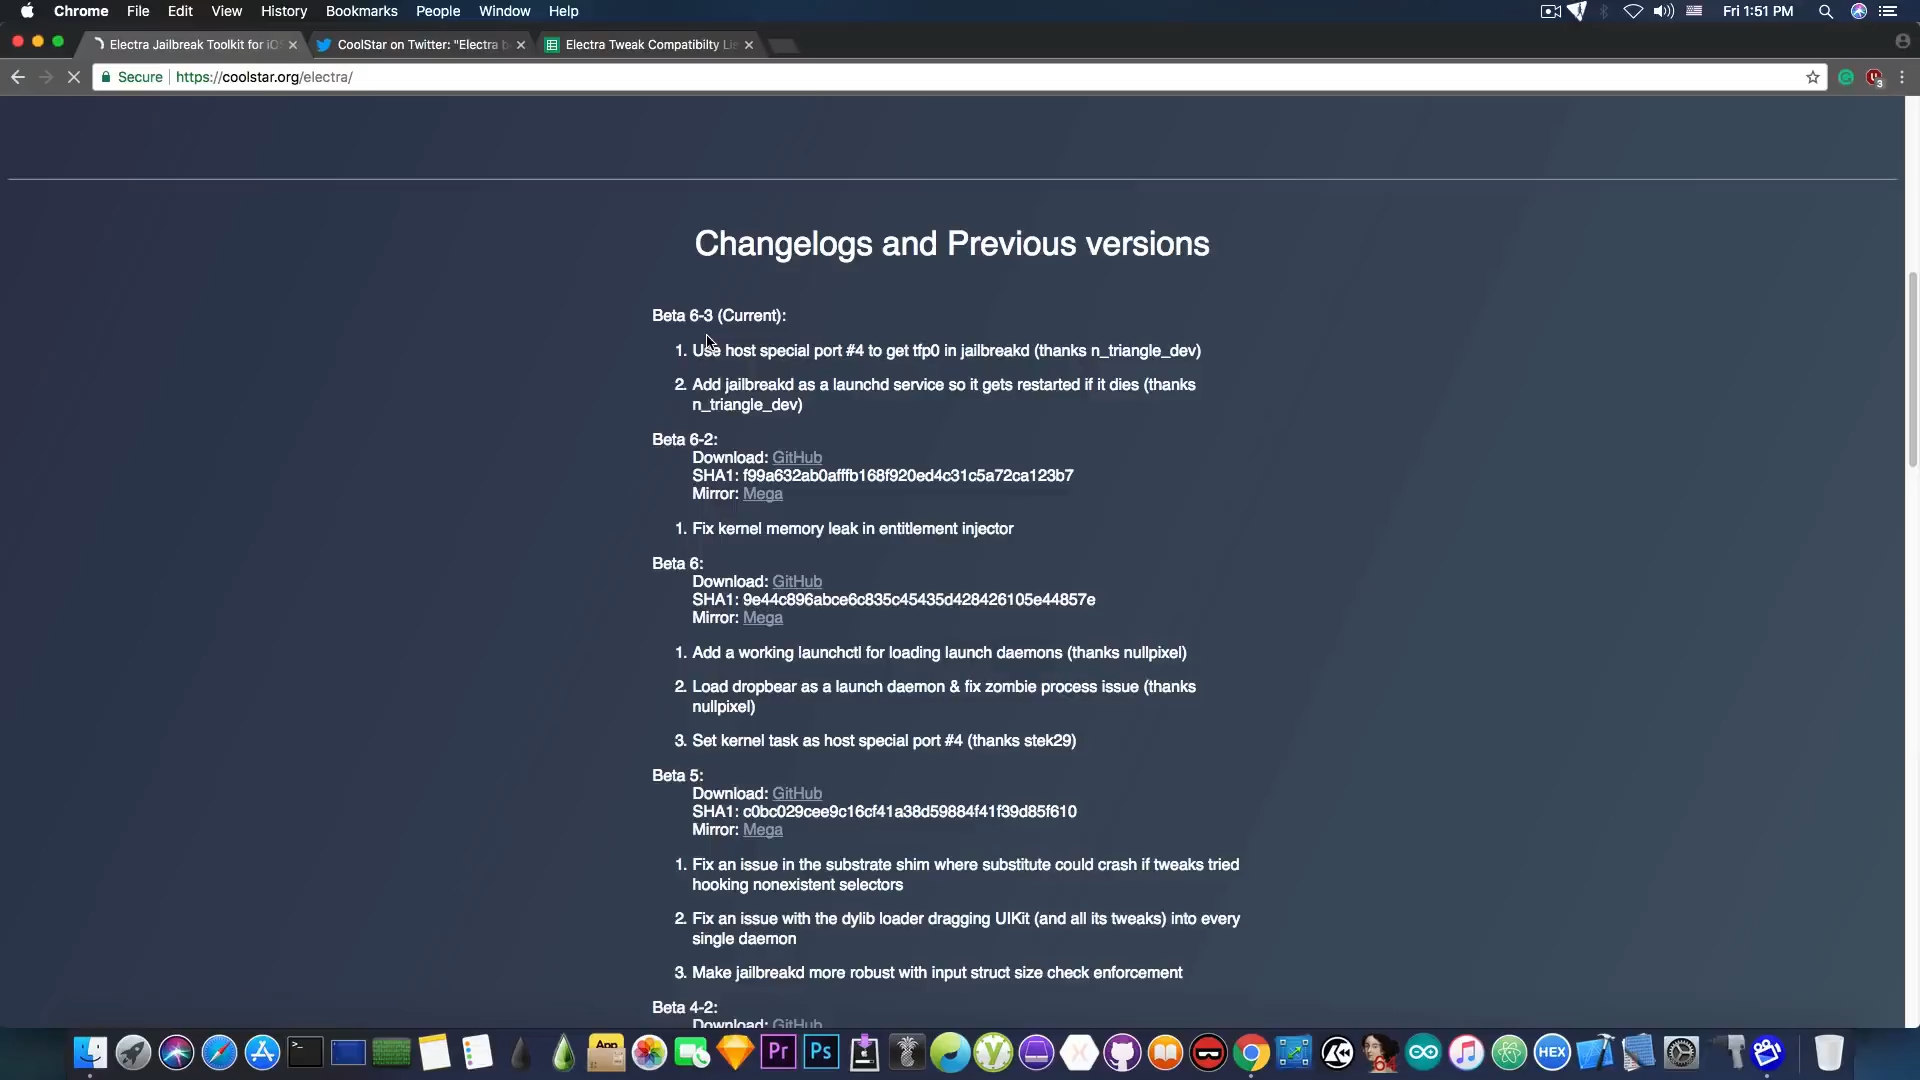 Chrome File Edit View History Bookmarks People Window Help Fri 1:51 PM
Electra Jailbreak Toolkit for iO CoolStar on Twitter: "Electra b Electra Tweak Compatibilty Lis
Secure https://coolstar.org/electra/ 3
Changelogs and Previous versions
Beta 6-3 (Current):
1. Use host special port #4 to get tfp0 in jailbreakd (thanks n_triangle_dev)
2. Add jailbreakd as a launchd service so it gets restarted if it dies (thanks
n_triangle_dev)
Beta 6-2:
Download: GitHub
SHA1: f99a632ab0afffb168f920ed4c31c5a72ca123b7
Mirror: Mega
1. Fix kernel memory leak in entitlement injector
Beta 6:
Download: GitHub
SHA1: 9e44c896abce6c835c45435d428426105e44857e
Mirror: Mega
1. Add a working launchctl for loading launch daemons (thanks nullpixel)
2. Load dropbear as a launch daemon & fix zombie process issue (thanks
nullpixel)
3. Set kernel task as host special port #4 (thanks stek29)
Beta 5:
Download: GitHub
SHA1: c0bc029cee9c16cf41a38d59884f41f39d85f610
Mirror: Mega
1. Fix an issue in the substrate shim where substitute could crash if tweaks tried
hooking nonexistent selectors
2. Fix an issue with the dylib loader dragging UIKit (and all its tweaks) into every
single daemon
3. Make jailbreakd more robust with input struct size check enforcement
Beta 4-2:
Download: GitHub
App Pr Ps 64 HEX